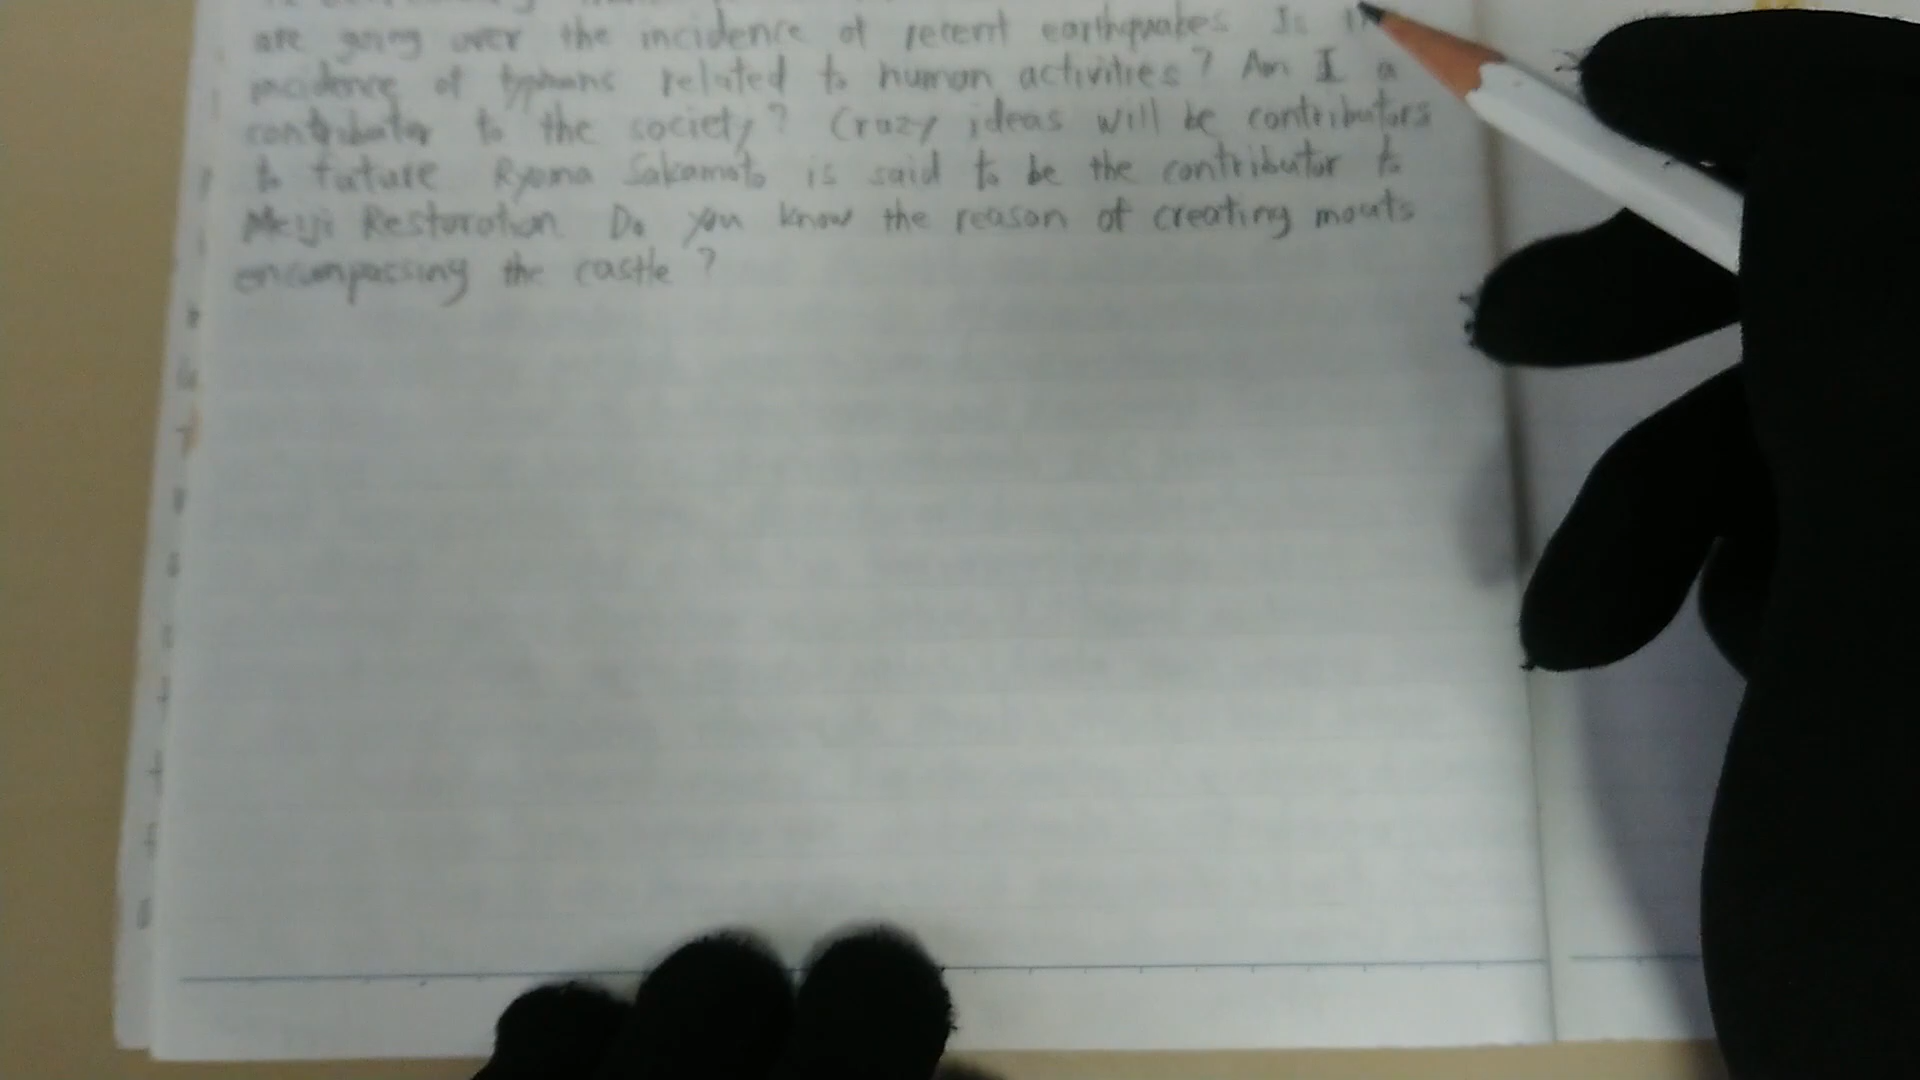 are going over the incidence of recent earthquakes Is
incidence of related to human activities? Am I a
contributor to the society? Crazy ideas will be contributors
to future Ryoma Sakamoto is said to be the contributor to
Meiji Restoration Do you know the reason of creating moats
encompassing the castle?